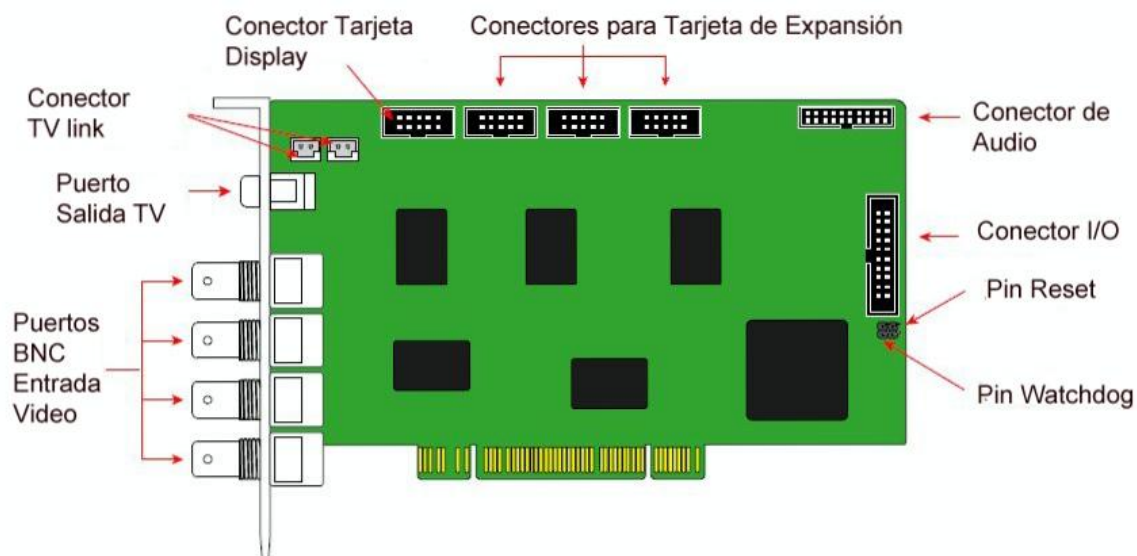 Conector Tarjeta
Display
Conectores para Tarjeta de Expansión
Conector
TV link
Conector de
Audio
Puerto
Salida TV
Conector I/O
Pin Reset
Puertos
BNC
Entrada
Video
Pin Watchdog